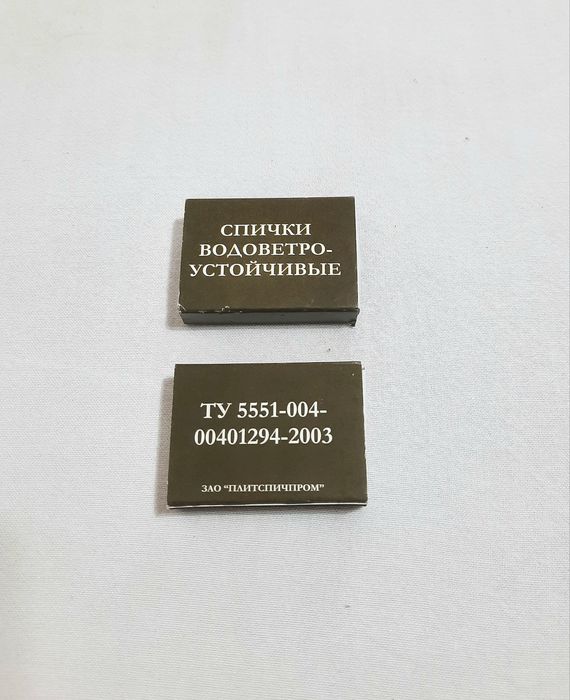 СПИЧКИ
ВОДОВЕТРО-
УСТОЙЧИВЫЕ
ТУ 5551-004-
00401294-2003
ЗАО “ПЛИТСПИЧПРОМ”